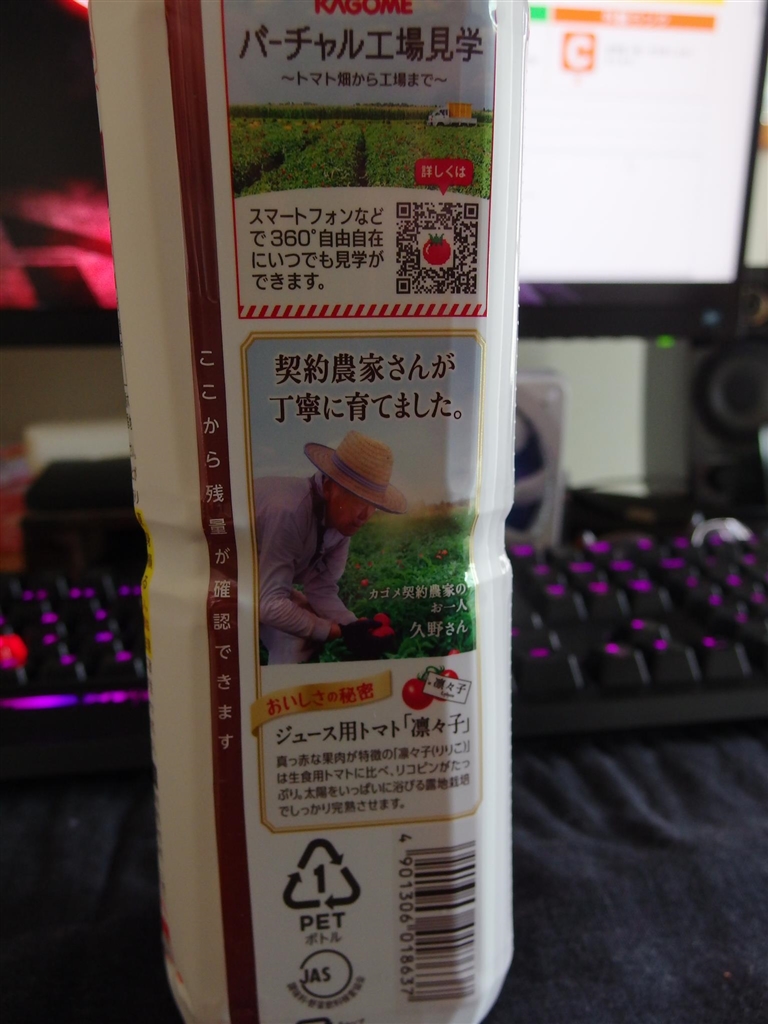 KAGOME
バーチャル工場見学
〜トマト畑から工場まで〜
詳しくは
スマートフォンなど
で360°自由自在
にいつでも見学が
できます。
ここから残量が確認できます
契約農家さんが
丁寧に育てました。
カゴメ契約農家の
お一人
久野さん
おいしさの秘密
凛々子
ジュース用トマト「凛々子」
真っ赤な果肉が特徴の「凛々子(りりこ)」
は生食用トマトに比べ、リコピンがたっ
ぷり。太陽をいっぱいに浴びる露地栽培
でしっかり完熟させます。
1
PET
ボトル
JAS
4 901306 018637